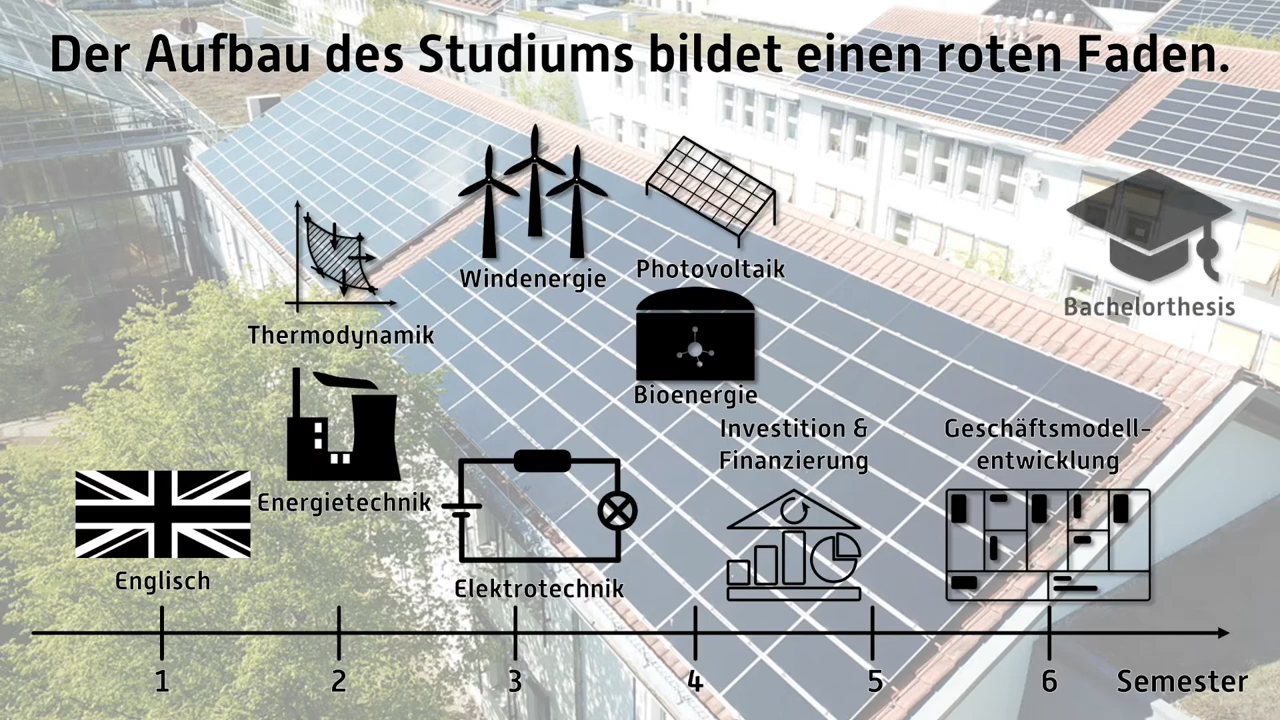 Der Aufbau des Studiums bildet einen roten Faden.
Windenergie
Photovoltaik
Bachelorthesis
Thermodynamik
Bioenergie
Investition &
Finanzierung
Geschäftsmodell-
entwicklung
Energietechnik
Englisch
Elektrotechnik
1 2 3 4 5 6 Semester